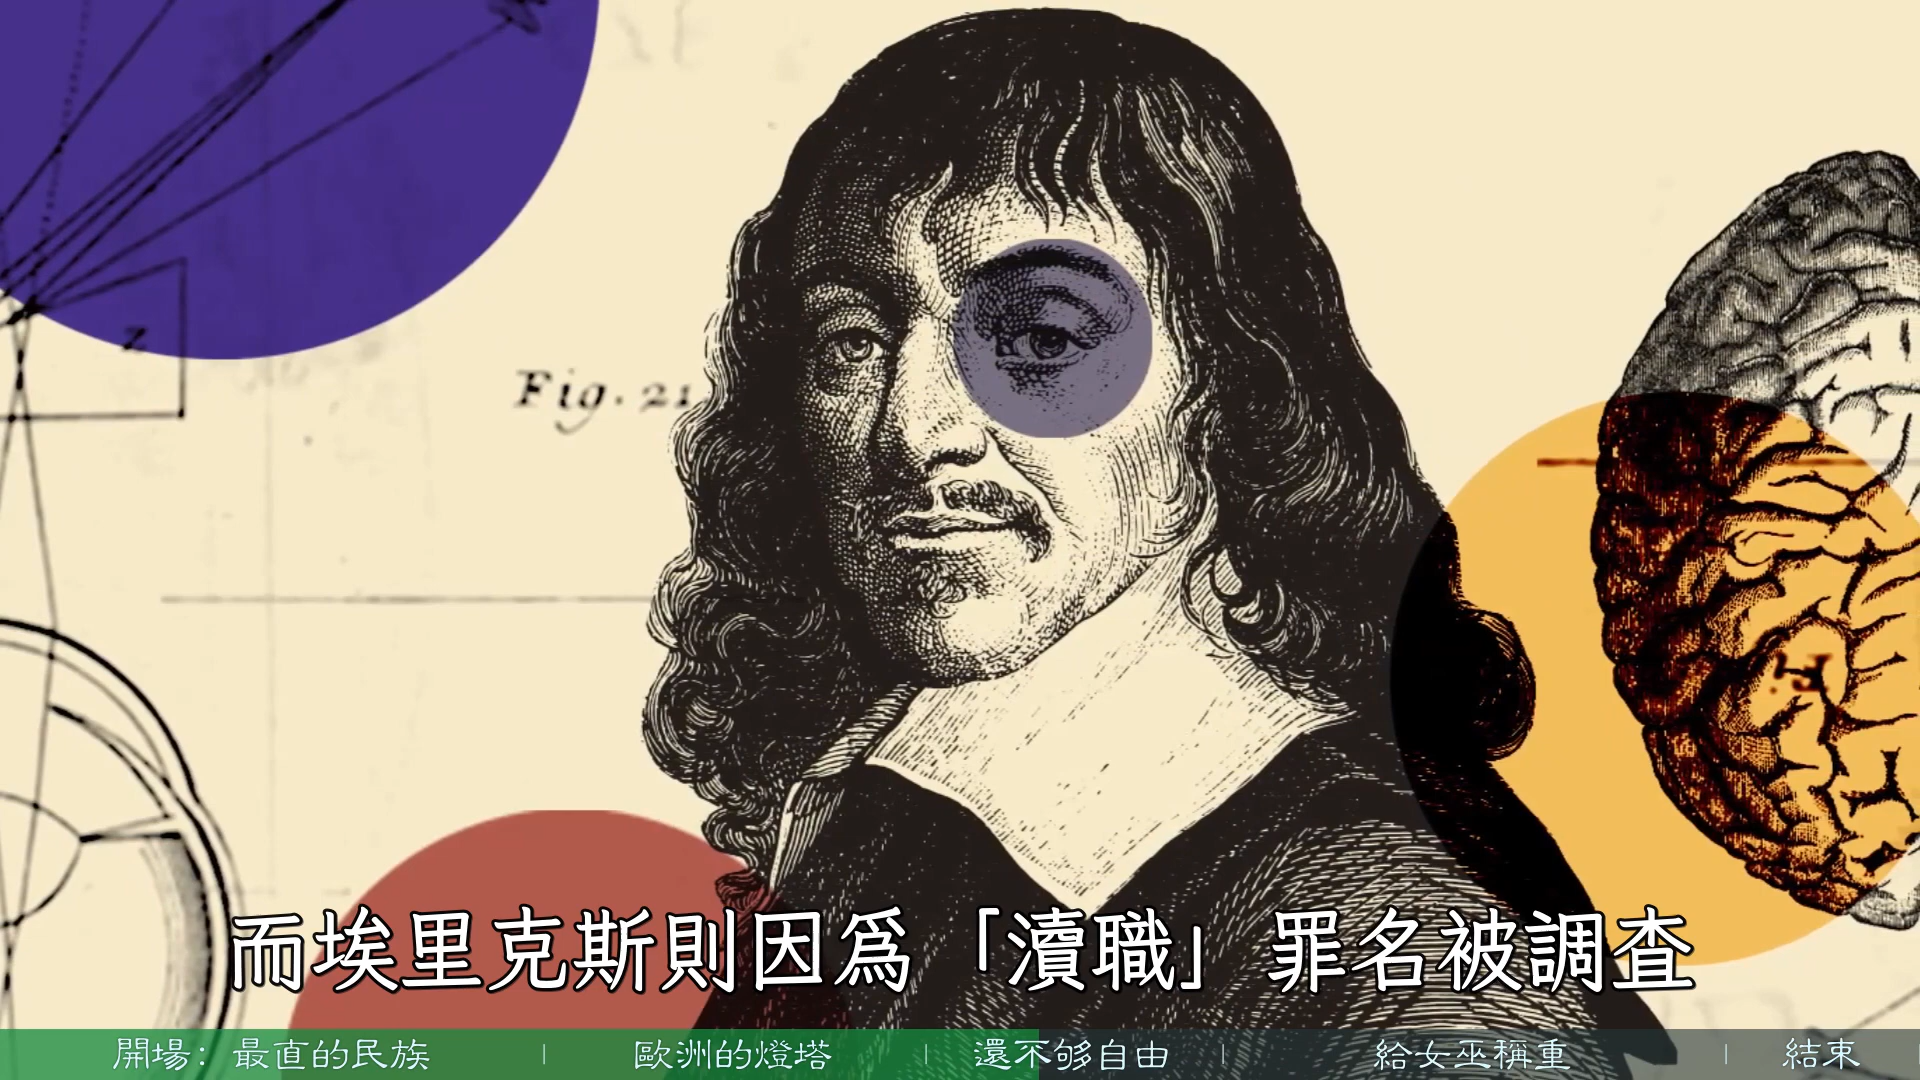 z
Fig. 21
H
而埃里克斯則因爲「瀆職」罪名被調査
開場：最直的民族 | 歐洲的燈塔 | 還不够自由 | 給女巫稱重 | 結束